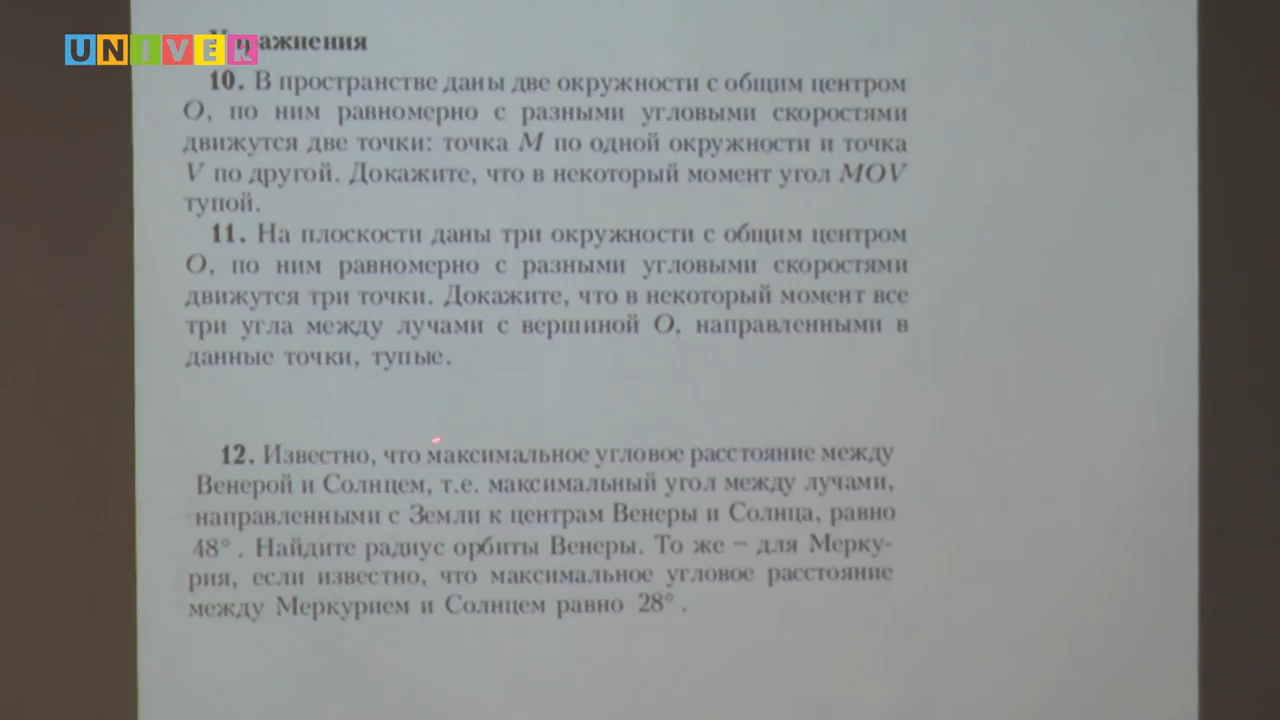 UNIVER
Упражнения
10. В пространстве даны две окружности с общим центром
O, по ним равномерно с разными угловыми скоростями
движутся две точки: точка M по одной окружности и точка
V по другой. Докажите, что в некоторый момент угол MOV
тупой.
11. На плоскости даны три окружности с общим центром
O, по ним равномерно с разными угловыми скоростями
движутся три точки. Докажите, что в некоторый момент все
три угла между лучами с вершиной O, направленными в
данные точки, тупые.
12. Известно, что максимальное угловое расстояние между
Венерой и Солнцем, т.е. максимальный угол между лучами,
направленными с Земли к центрам Венеры и Солнца, равно
48°. Найдите радиус орбиты Венеры. То же – для Мерку-
рия, если известно, что максимальное угловое расстояние
между Меркурием и Солнцем равно 28°.